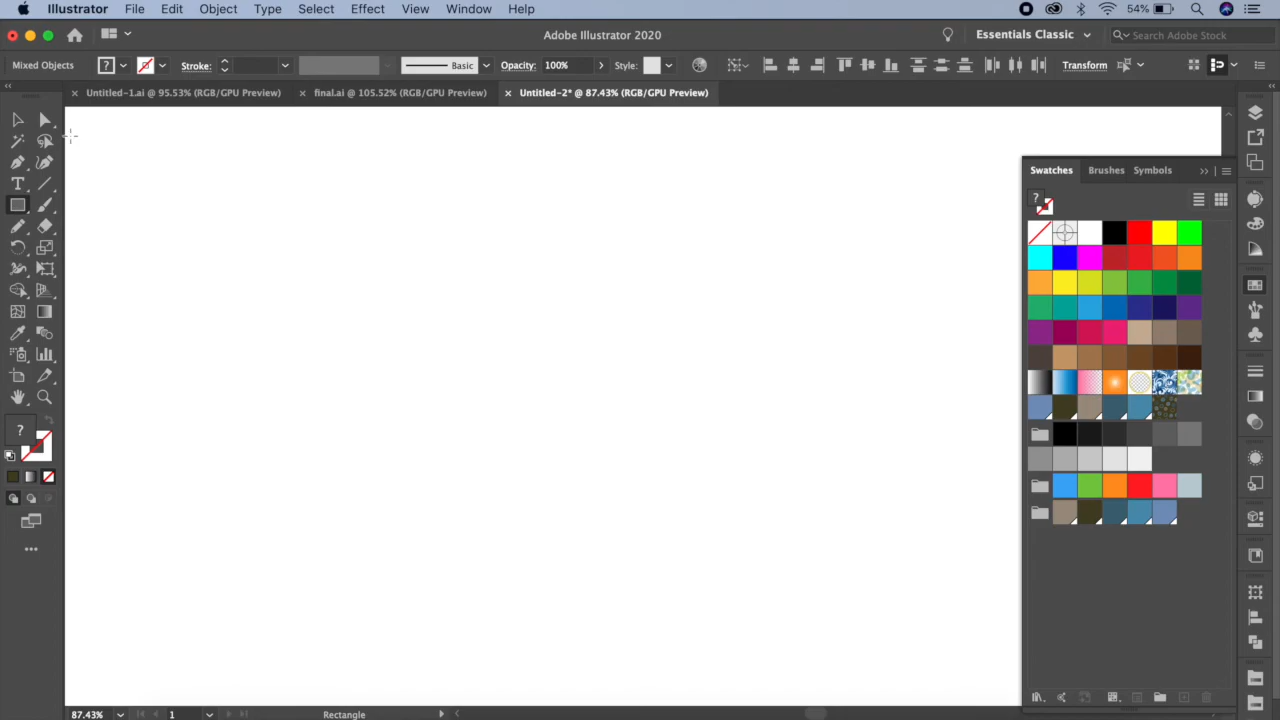 Illustrator File Edit Object Type Select Effect View Window Help 54%
Adobe Illustrator 2020 Essentials Classic Search Adobe Stock
Mixed Objects ? Stroke: Basic Opacity: 100% Style: Transform
Untitled-1.ai @ 95.53% (RGB/GPU Preview) final.ai @ 105.52% (RGB/GPU Preview) Untitled-2* @ 87.43% (RGB/GPU Preview)
Swatches Brushes Symbols
?
?
87.43% 1 Rectangle